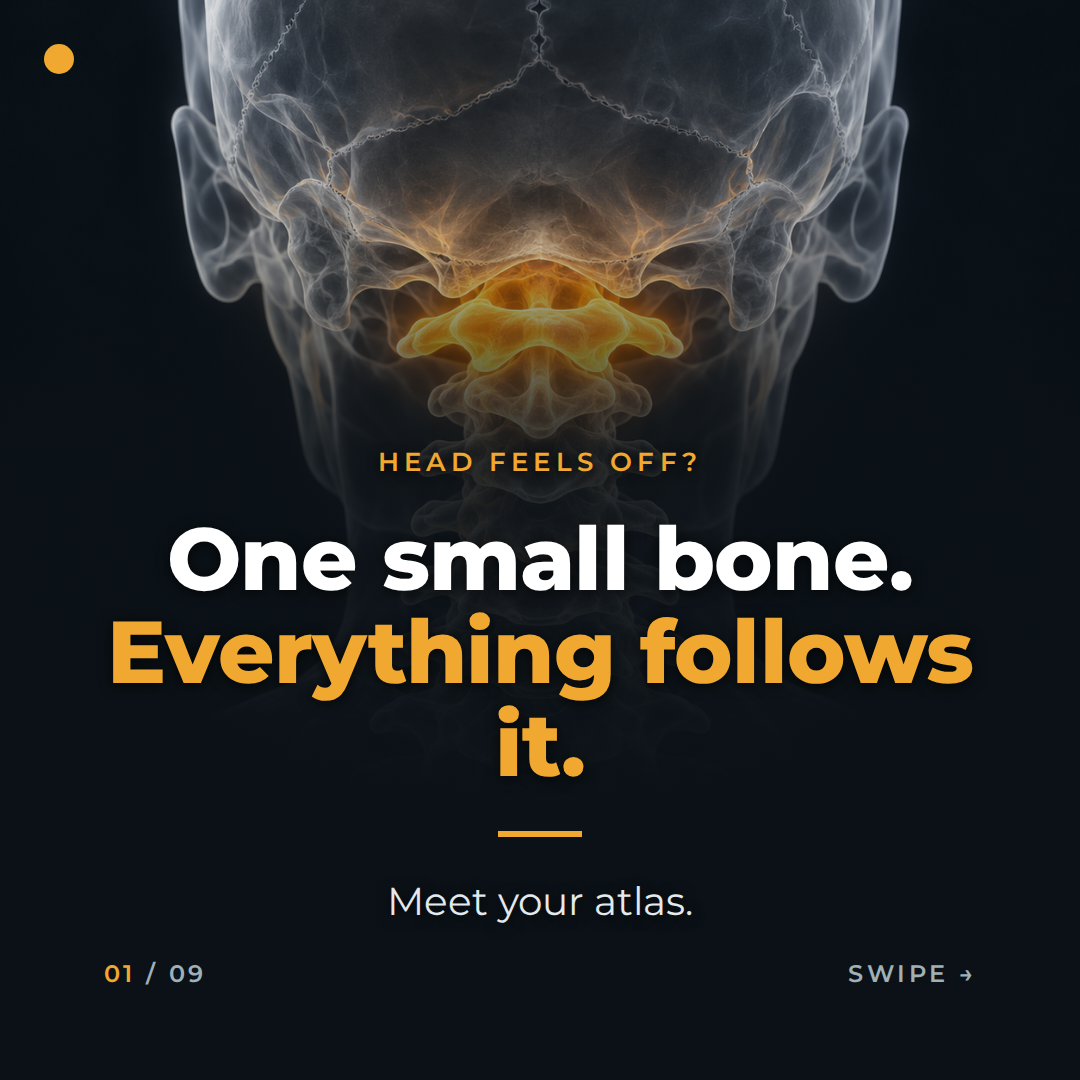 HEAD FEELS OFF?
One small bone.
Everything follows
it.
Meet your atlas.
01 / 09
SWIPE →